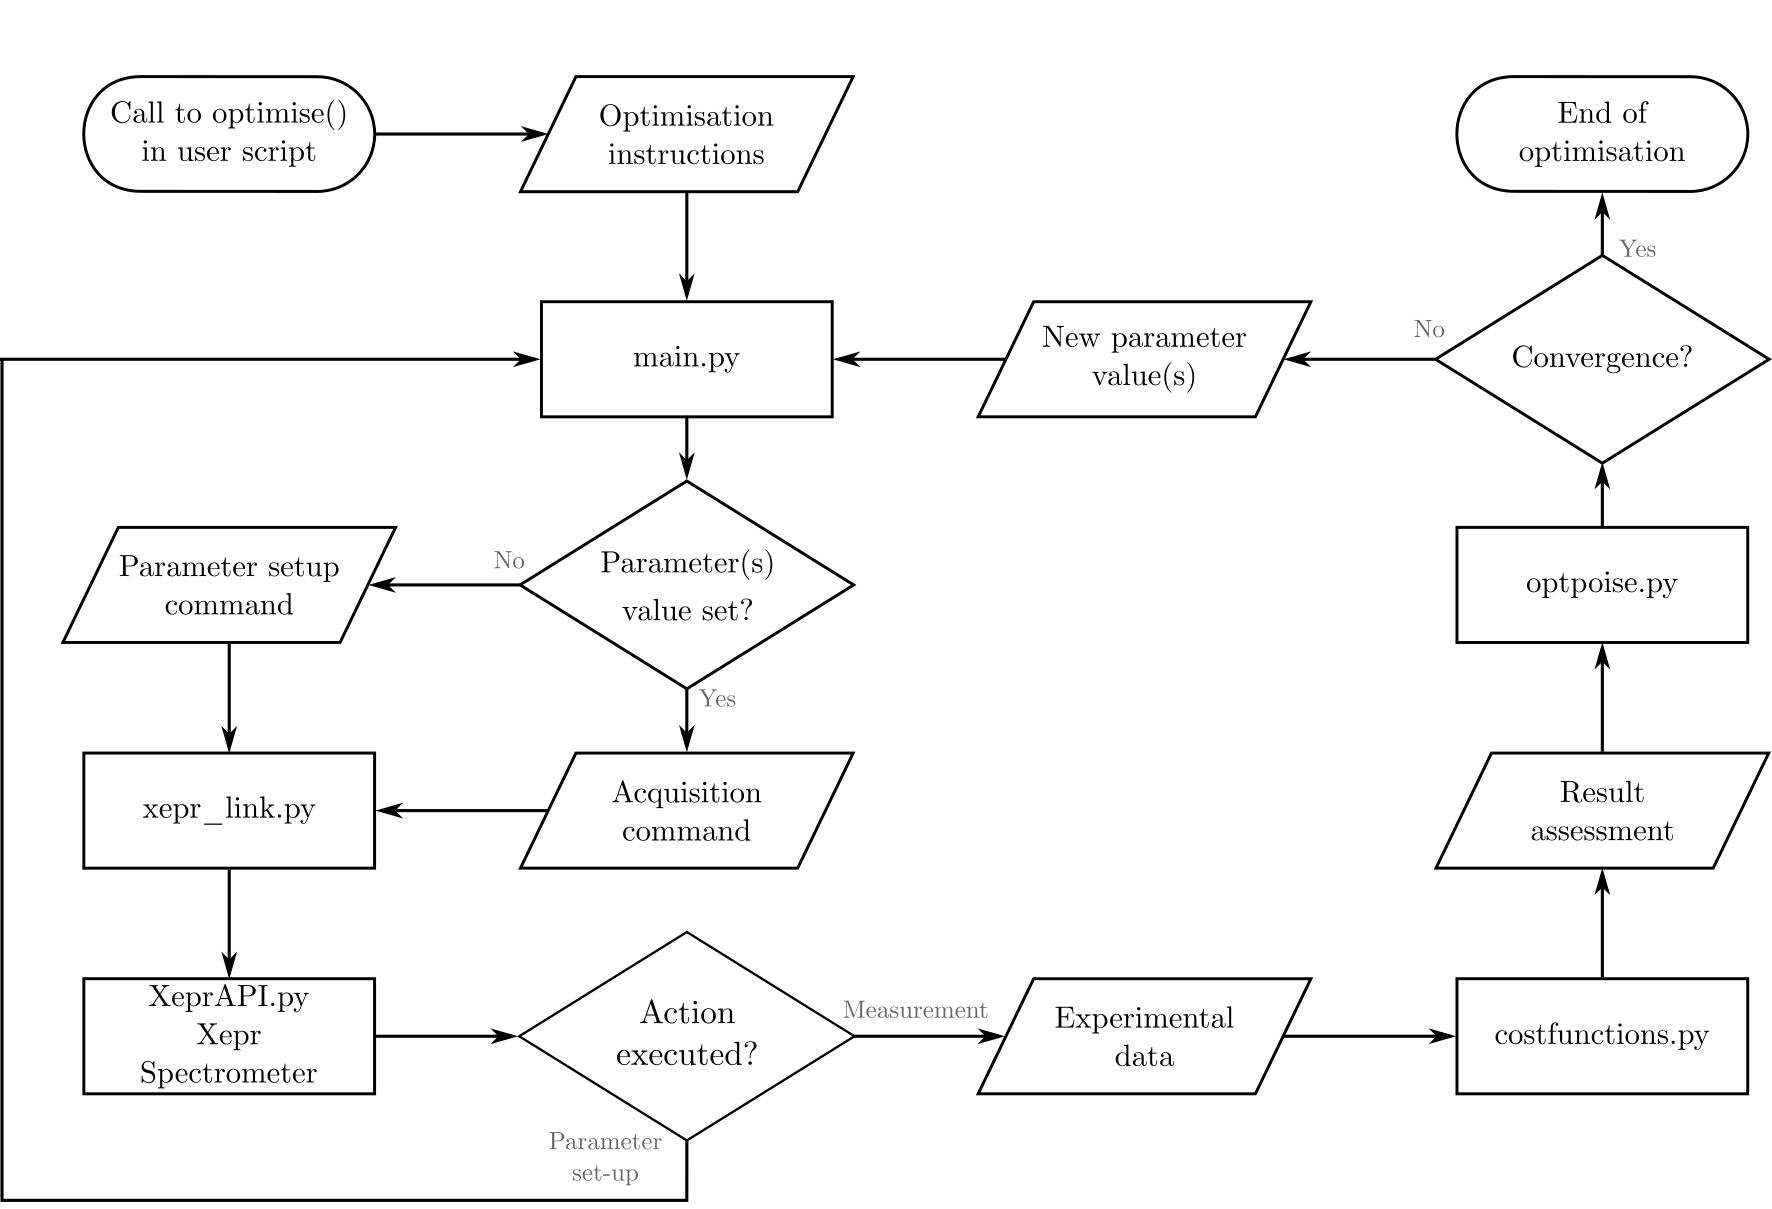 Call to optimise()
in user script
Optimisation
instructions
End of
optimisation
Yes
main.py
New parameter
value(s)
No
Convergence?
Parameter setup
command
No
Parameter(s)
value set?
optpoise.py
Yes
xepr_link.py
Acquisition
command
Result
assessment
XeprAPI.py
Xepr
Spectrometer
Action
executed?
Measurement
Experimental
data
costfunctions.py
Parameter
set-up